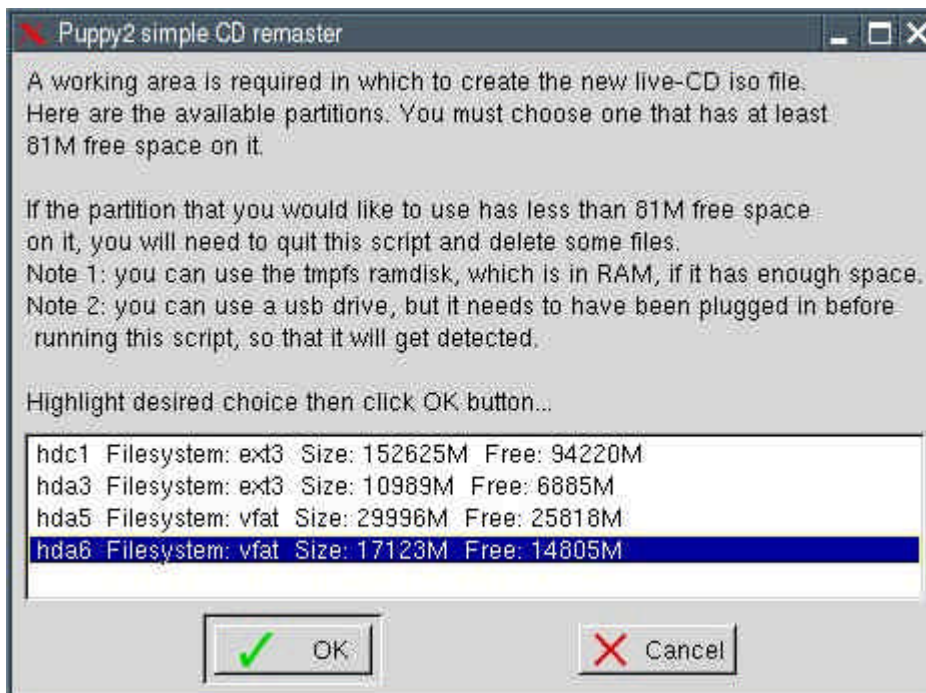 Puppy2 simple CD remaster
A working area is required in which to create the new live-CD iso file.
Here are the available partitions. You must choose one that has at least
81M free space on it.
If the partition that you would like to use has less than 81M free space
on it, you will need to quit this script and delete some files.
Note 1: you can use the tmpfs ramdisk, which is in RAM, if it has enough space.
Note 2: you can use a usb drive, but it needs to have been plugged in before
running this script, so that it will get detected.
Highlight desired choice then click OK button...
hdc1 Filesystem: ext3 Size: 152625M Free: 94220M
hda3 Filesystem: ext3 Size: 10989M Free: 6885M
hda5 Filesystem: vfat Size: 29996M Free: 25818M
hda6 Filesystem: vfat Size: 17123M Free: 14805M
OK Cancel